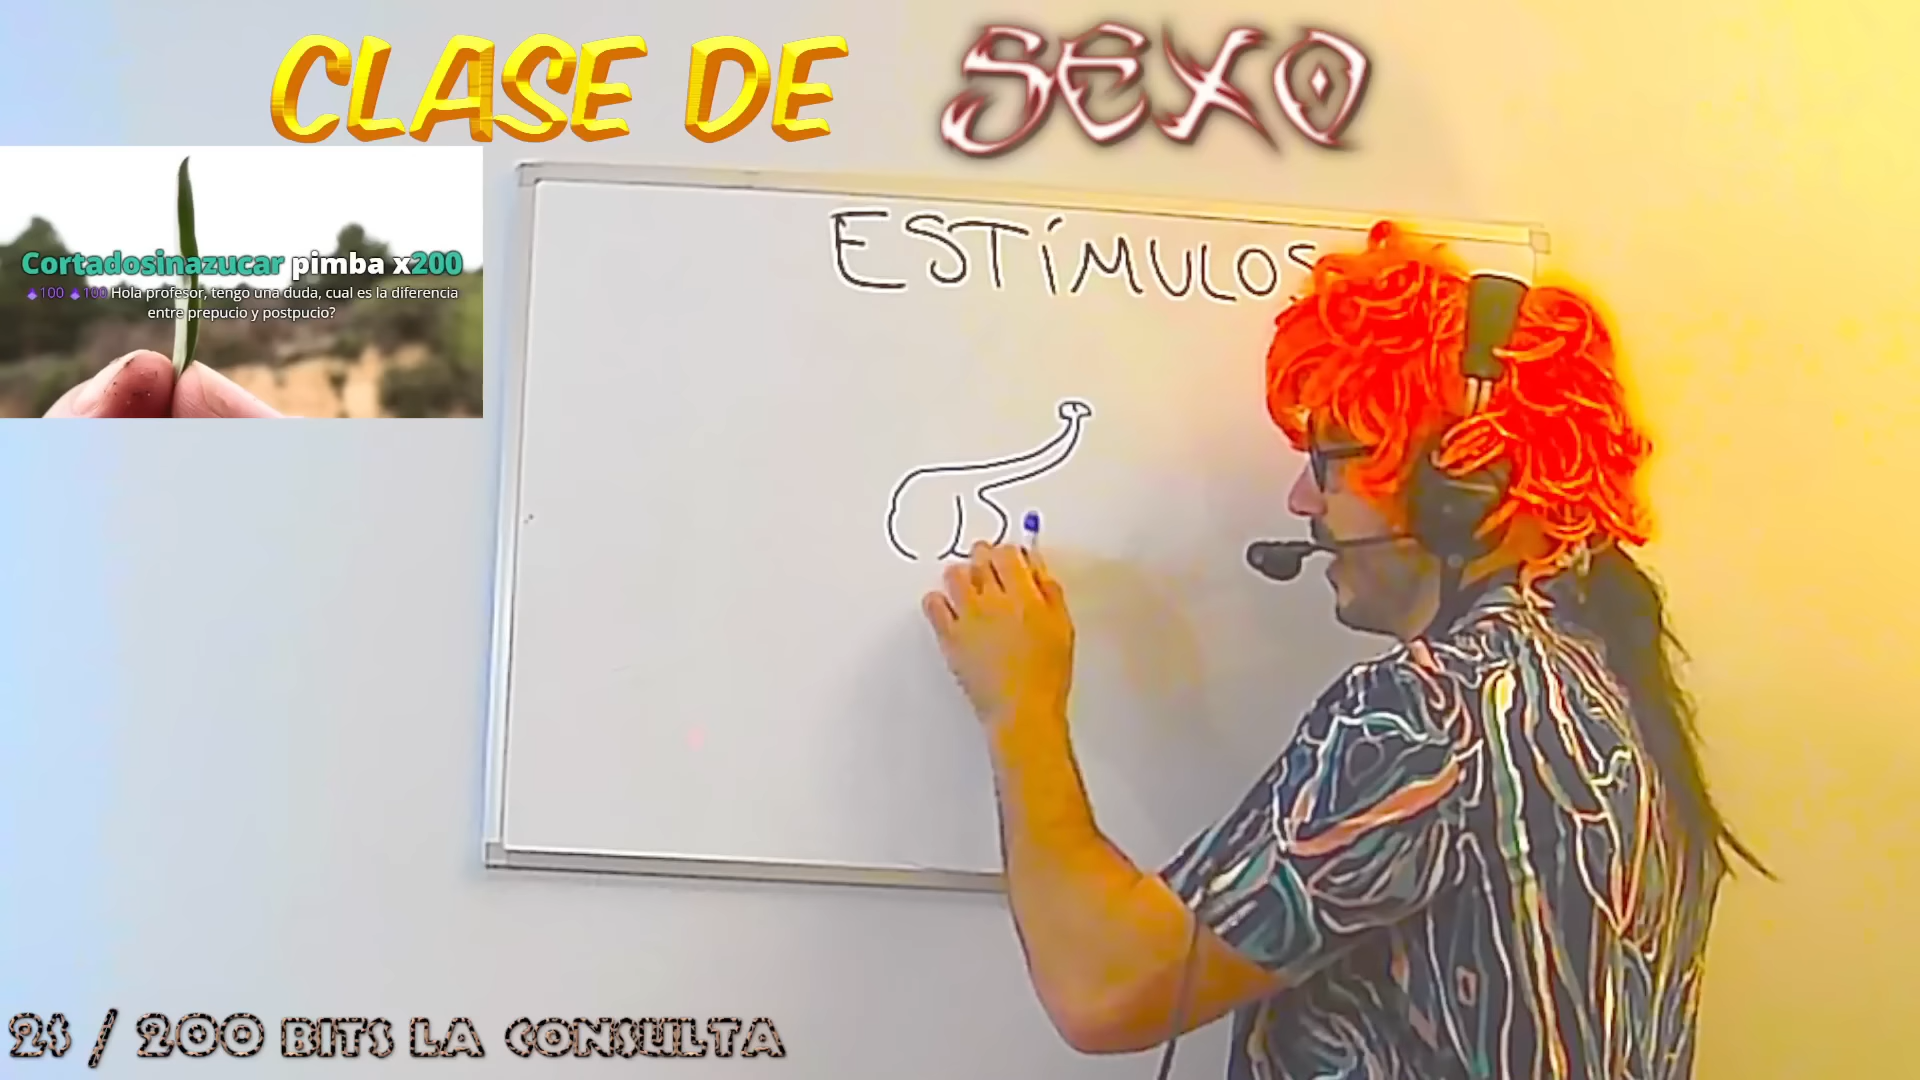 CLASE DE SEXO
Cortadosinazucar pimba x200
100 100 Hola profesor, tengo una duda, cual es la diferencia
entre prepucio y postpucio?
ESTÍMULOS
2$ / 200 BITS LA CONSULTA